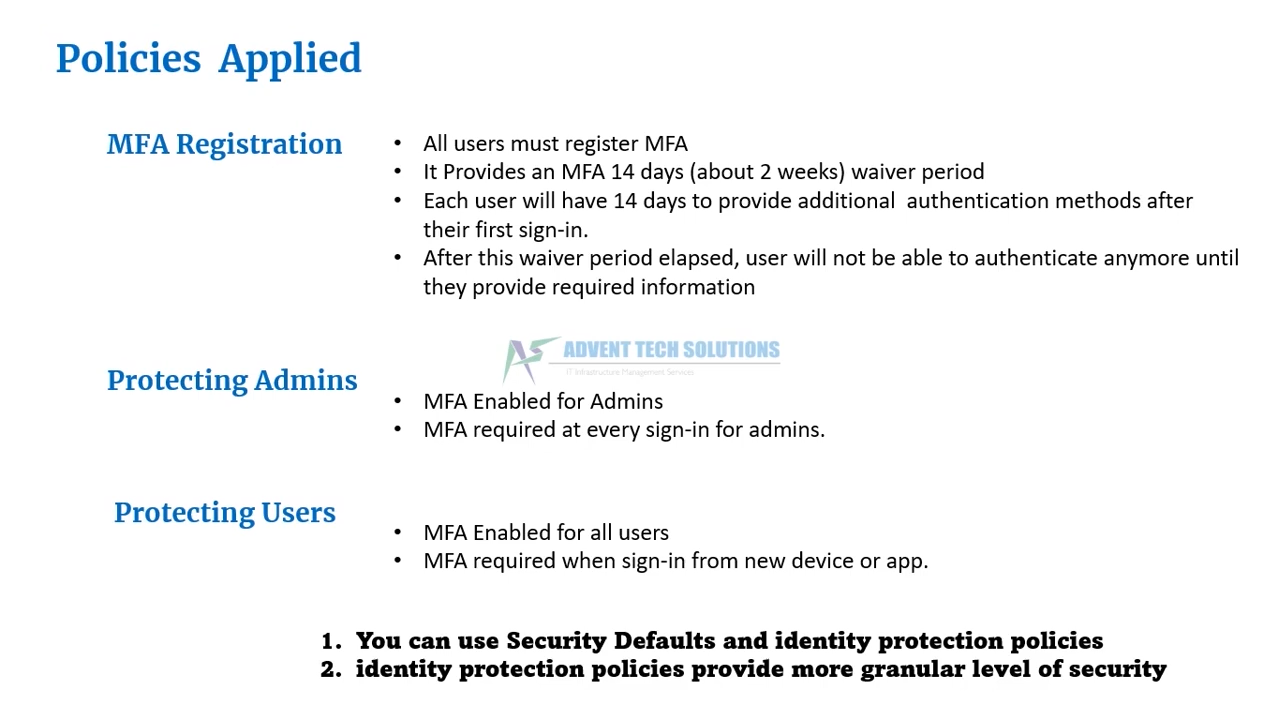 Policies Applied
MFA Registration
• All users must register MFA
• It Provides an MFA 14 days (about 2 weeks) waiver period
• Each user will have 14 days to provide additional authentication methods after
their first sign-in.
• After this waiver period elapsed, user will not be able to authenticate anymore until
they provide required information
ADVENT TECH SOLUTIONS
IT Infrastructure Management Services
Protecting Admins
• MFA Enabled for Admins
• MFA required at every sign-in for admins.
Protecting Users
• MFA Enabled for all users
• MFA required when sign-in from new device or app.
1. You can use Security Defaults and identity protection policies
2. identity protection policies provide more granular level of security